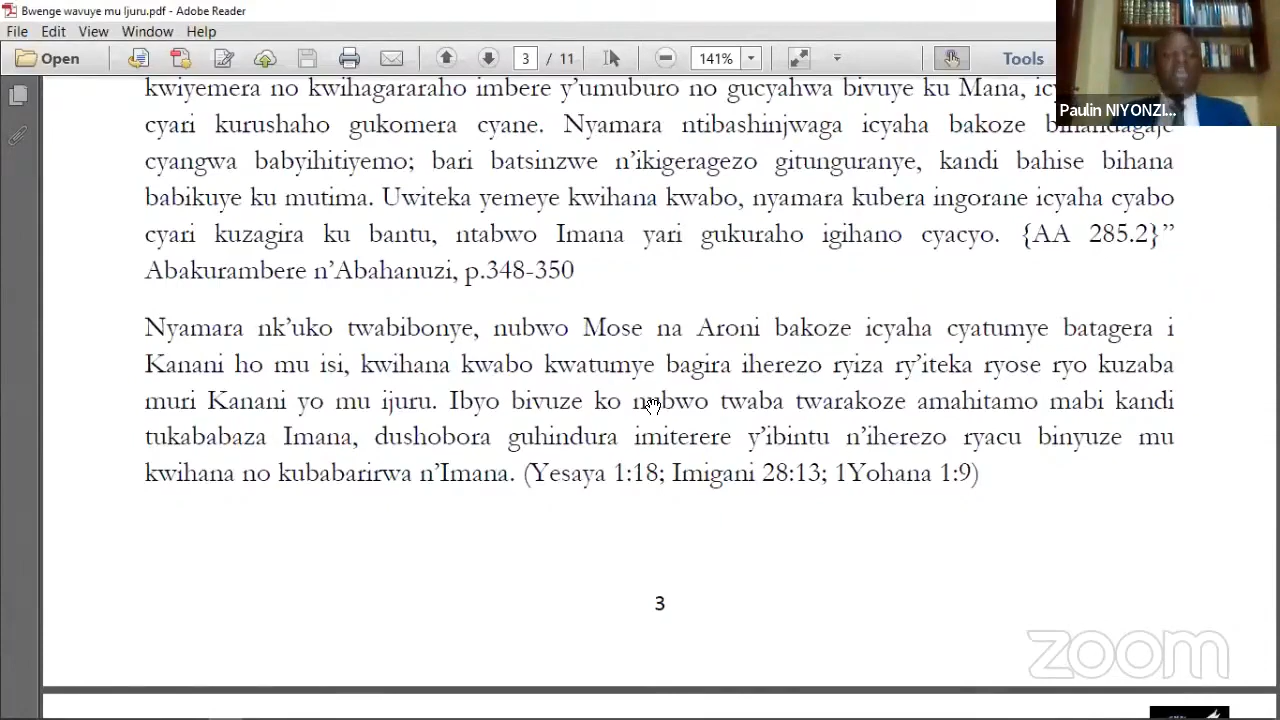 Bwenge wavuye mu Ijuru.pdf - Adobe Reader
File Edit View Window Help
Open 3 / 11 141% Tools
kwiyemera no kwihagararaho imbere y'umuburo no gucyahwa bivuye ku Mana,
Paulin NIYONZI...
cyari kurushaho gukomera cyane. Nyamara ntibashinjwaga icyaha bakoze
cyangwa babyihitiyemo; bari batsinzwe n'ikigeragezo gitunguranye, kandi bahise bihana
babikuye ku mutima. Uwiteka yemeye kwihana kwabo, nyamara kubera ingorane icyaha cyabo
cyari kuzagira ku bantu, ntabwo Imana yari gukuraho igihano cyacyo. {AA 285.2}”
Abakurambere n'Abahanuzi, p.348-350
Nyamara nk'uko twabibonye, nubwo Mose na Aroni bakoze icyaha cyatumye batagera i
Kanani ho mu isi, kwihana kwabo kwatumye bagira iherezo ryiza ry'iteka ryose ryo kuzaba
muri Kanani yo mu ijuru. Ibyo bivuze ko nubwo twaba twarakoze amahitamo mabi kandi
tukababaza Imana, dushobora guhindura imiterere y'ibintu n'iherezo ryacu binyuze mu
kwihana no kubabarirwa n'Imana. (Yesaya 1:18; Imigani 28:13; 1Yohana 1:9)
3
zoom